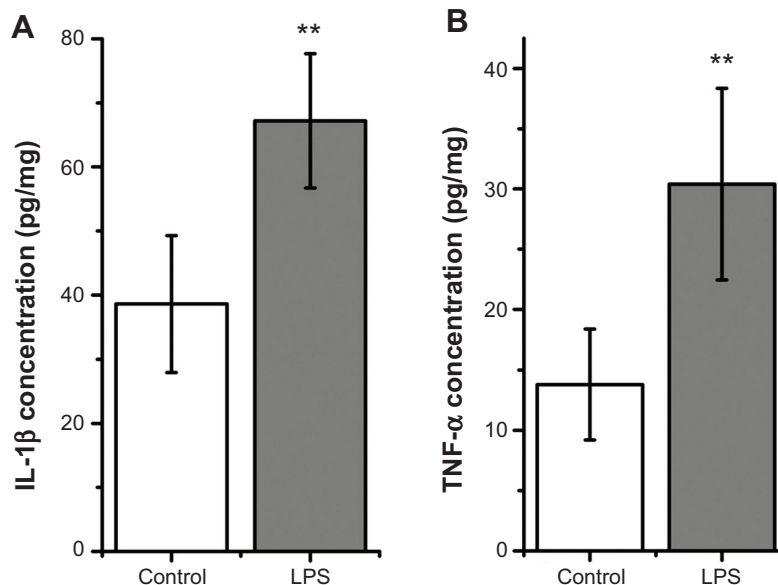 A
IL-1β concentration (pg/mg)
80
60
40
20
0
**
Control
LPS
B
TNF-α concentration (pg/mg)
40
30
20
10
0
**
Control
LPS